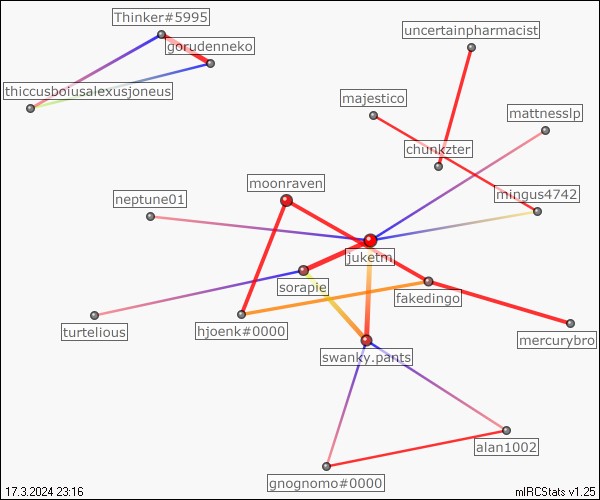 Thinker#5995
uncertainpharmacist
gorudenneko
thiccusboiusalexusjoneus
majestico
mattnesslp
chunkzter
moonraven
neptune01
mingus4742
juketm
sorapie
fakedingo
turtelious
hjoenk#0000
mercurybro
swanky.pants
alan1002
gnognomo#0000
17.3.2024 23:16
mIRCStats v1.25